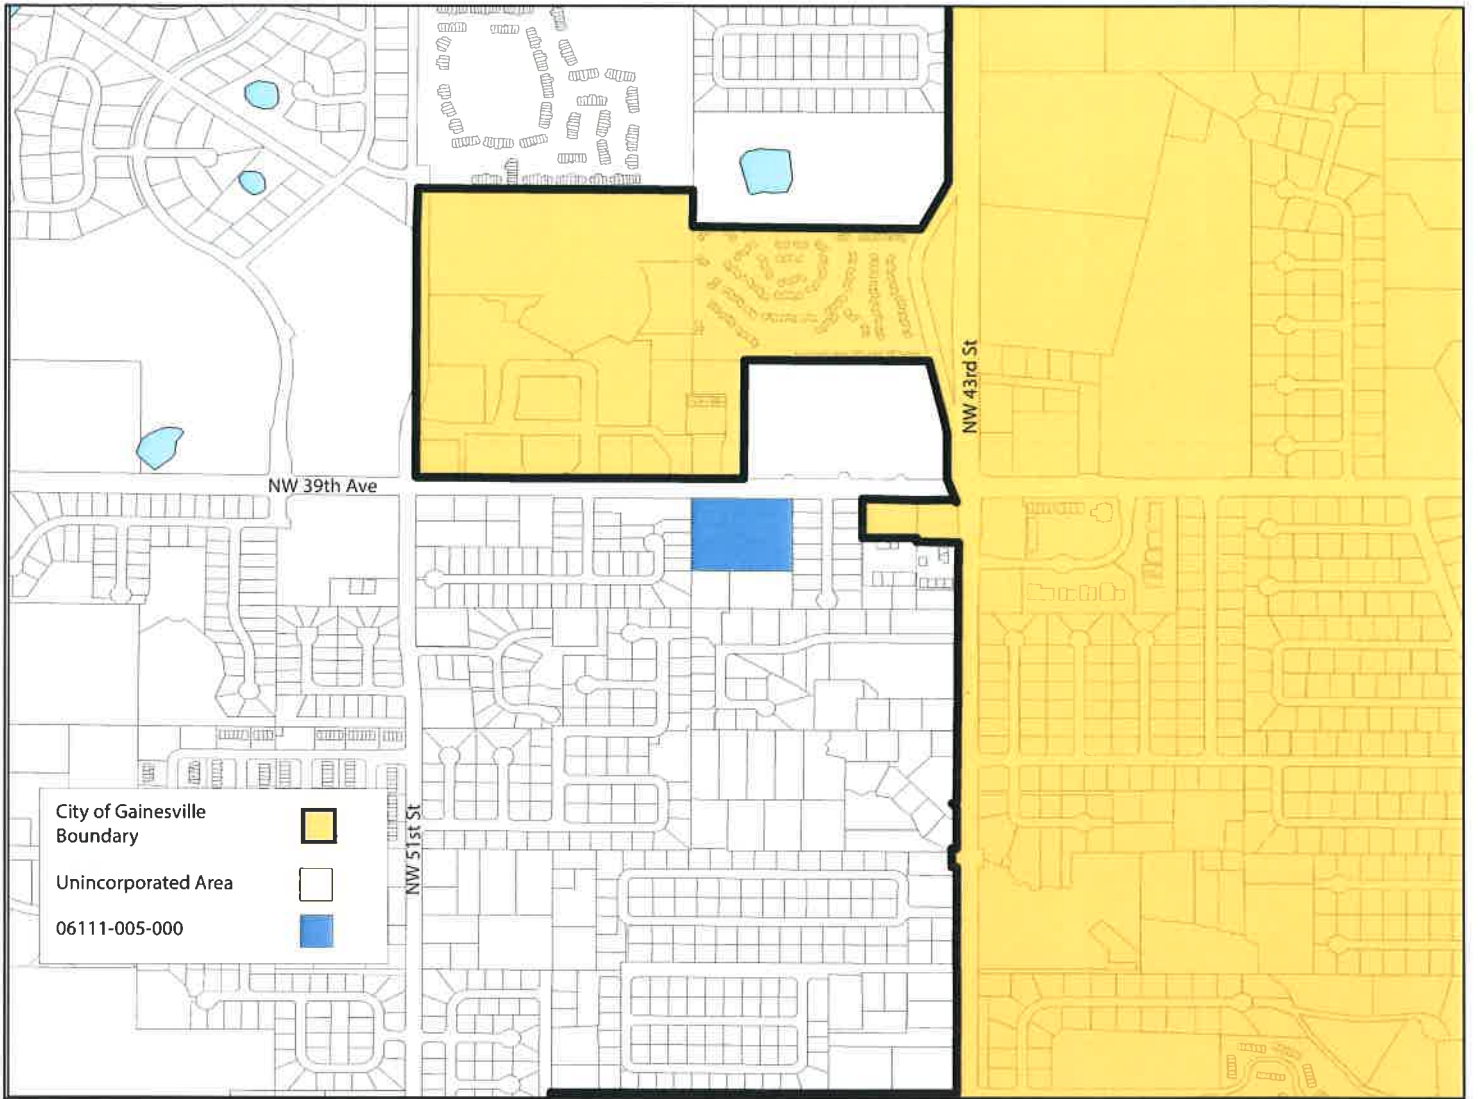 NW 43rd St
NW 39th Ave
NW 51st St
City of Gainesville
Boundary
Unincorporated Area
06111-005-000